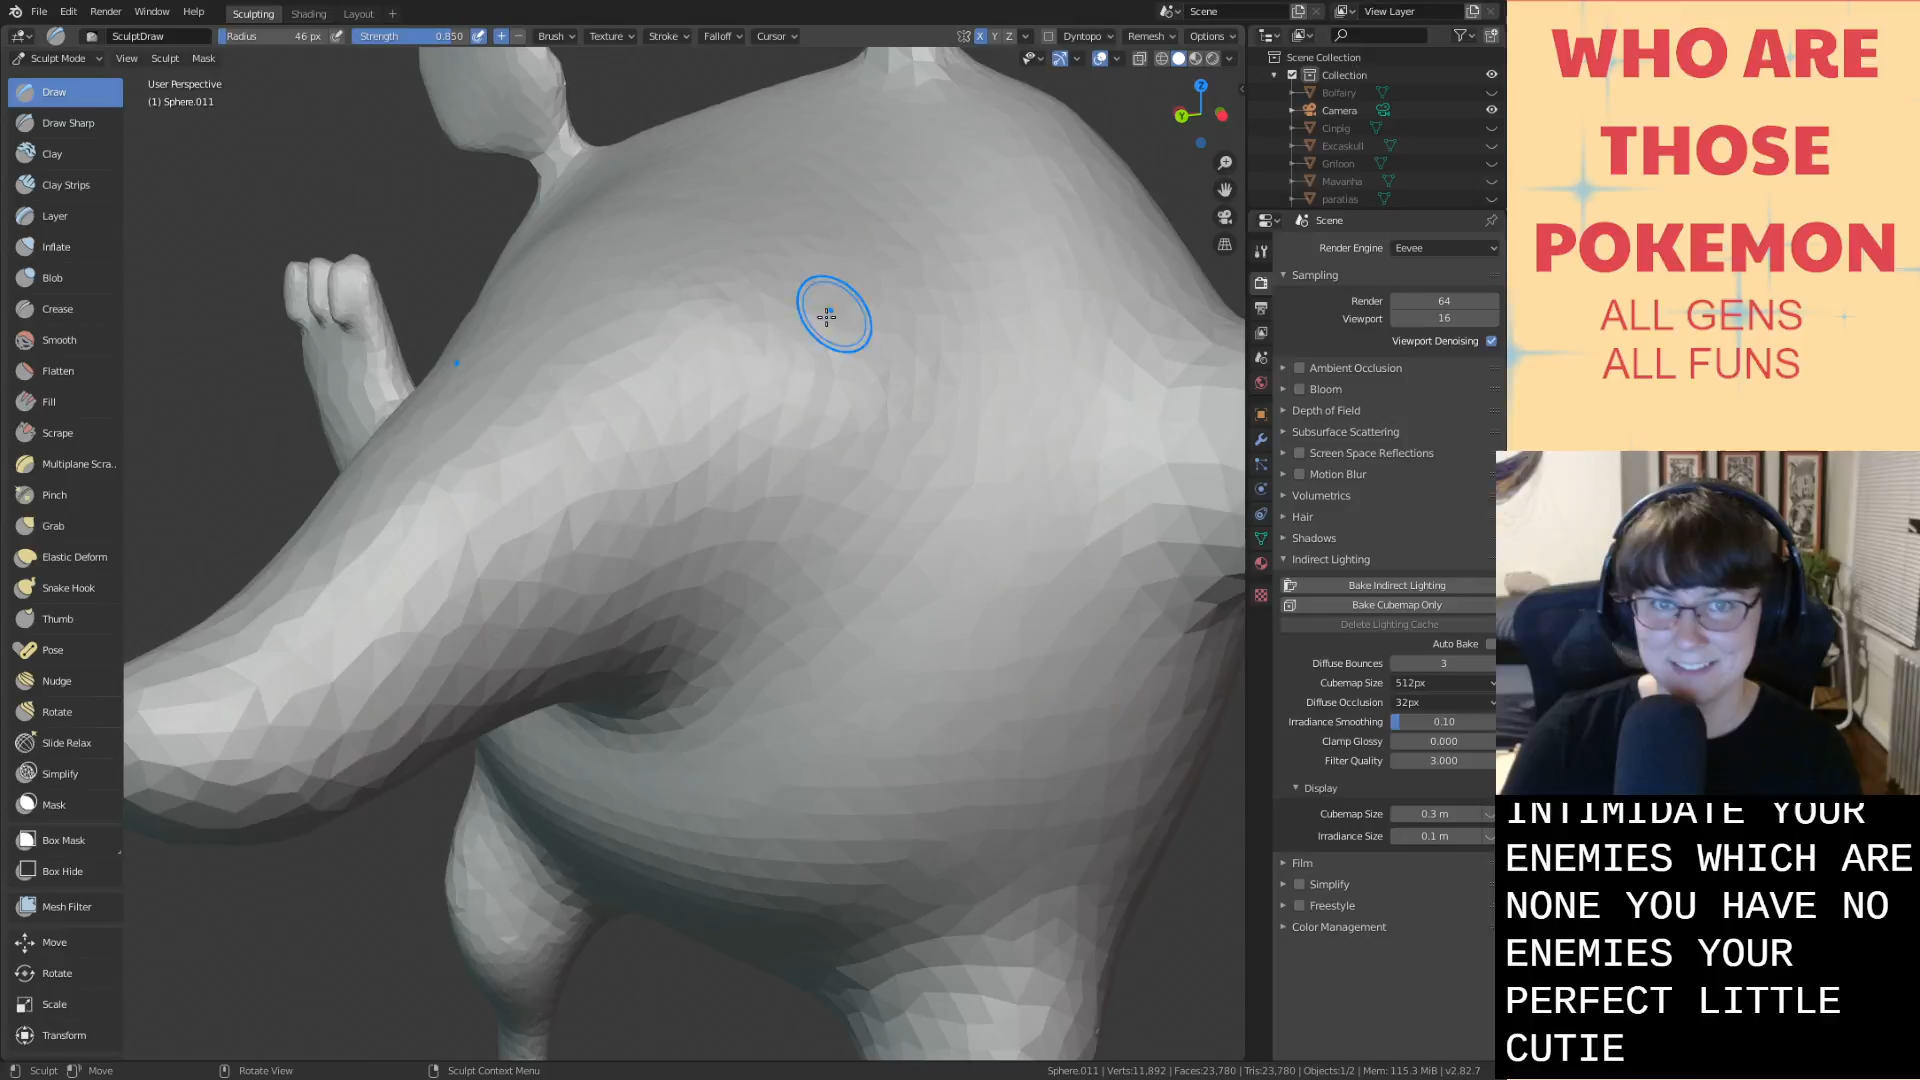 File Edit Render Window Help Sculpting Shading Layout + Scene View Layer
SculptDraw Radius 46 px Strength 0.850 Brush Texture Stroke Falloff Cursor X Y Z Dyntopo Remesh Options
Sculpt Mode View Sculpt Mask
User Perspective
(1) Sphere.011
Draw
Draw Sharp
Clay
Clay Strips
Layer
Inflate
Blob
Crease
Smooth
Flatten
Fill
Scrape
Multiplane Scra..
Pinch
Grab
Elastic Deform
Snake Hook
Thumb
Pose
Nudge
Rotate
Slide Relax
Simplify
Mask
Box Mask
Box Hide
Mesh Filter
Move
Rotate
Scale
Transform
Z
Y
Scene Collection
Collection
Bolfairy
Camera
Cinpig
Excaskull
Griloon
Mavanha
paratias
Scene
Render Engine Eevee
Sampling
Render 64
Viewport 16
Viewport Denoising
Ambient Occlusion
Bloom
Depth of Field
Subsurface Scattering
Screen Space Reflections
Motion Blur
Volumetrics
Hair
Shadows
Indirect Lighting
Bake Indirect Lighting
Bake Cubemap Only
Delete Lighting Cache
Auto Bake
Diffuse Bounces 3
Cubemap Size 512px
Diffuse Occlusion 32px
Irradiance Smoothing 0.10
Clamp Glossy 0.000
Filter Quality 3.000
Display
Cubemap Size 0.3 m
Irradiance Size 0.1 m
Film
Simplify
Freestyle
Color Management
WHO ARE
THOSE
POKEMON
ALL GENS
ALL FUNS
INTIMIDATE YOUR
ENEMIES WHICH ARE
NONE YOU HAVE NO
ENEMIES YOUR
PERFECT LITTLE
CUTIE
Sculpt Move Rotate View Sculpt Context Menu Sphere.011 | Verts:11,892 | Faces:23,780 | Tris:23,780 | Objects:1/2 | Mem: 115.3 MiB | v2.82.7